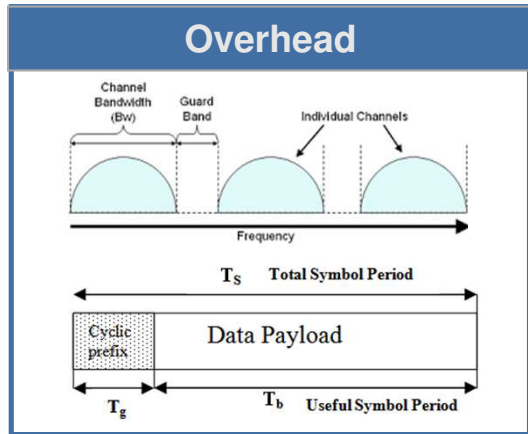 Overhead
Channel
Bandwidth
(Bw)
Guard
Band
Individual Channels
Frequency
TS Total Symbol Period
Cyclic
prefix
Data Payload
Tg
Tb Useful Symbol Period